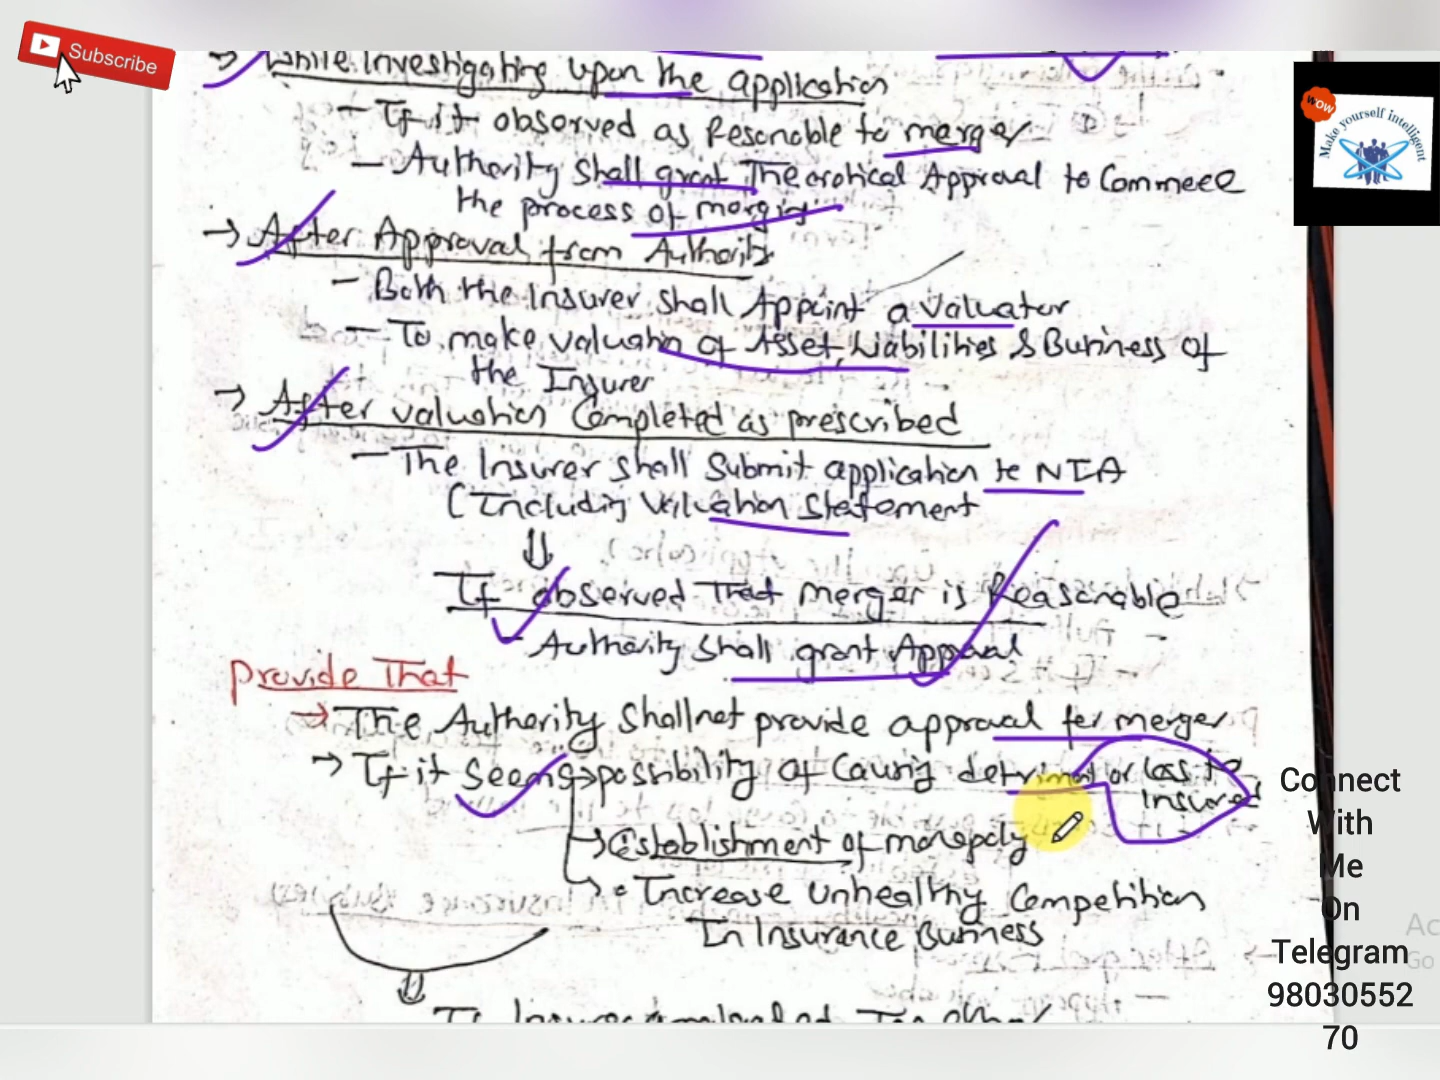 Subscribe
→ While Investigating upon the application
- If it observed as Resonable to merger
- Authority Shall grant Theorotical Approval to Commece
the process of merging
→ After Approval from Authority
- Both the Insurer shall Appoint a Valuator
- To make valuation of Asset, Liabilities & Business of
the Insurer
→ After valuation Completed as prescribed
- The Insurer shall Submit application to NIA
(Including Valuation Statement
⇓
If observed That merger is Reasonable
- Authority Shall grant Approval
Provide That
→ The Authority Shall not provide approval for merger
→ If it Seems → possibility of Causing detriment or loss to
Insured
→ Establishment of monopoly
→ • Increase unhealthy Competition
In Insurance Business
⇓
WOW
Make yourself intelligent
Connect
With
Me
On
Telegram
98030552
70